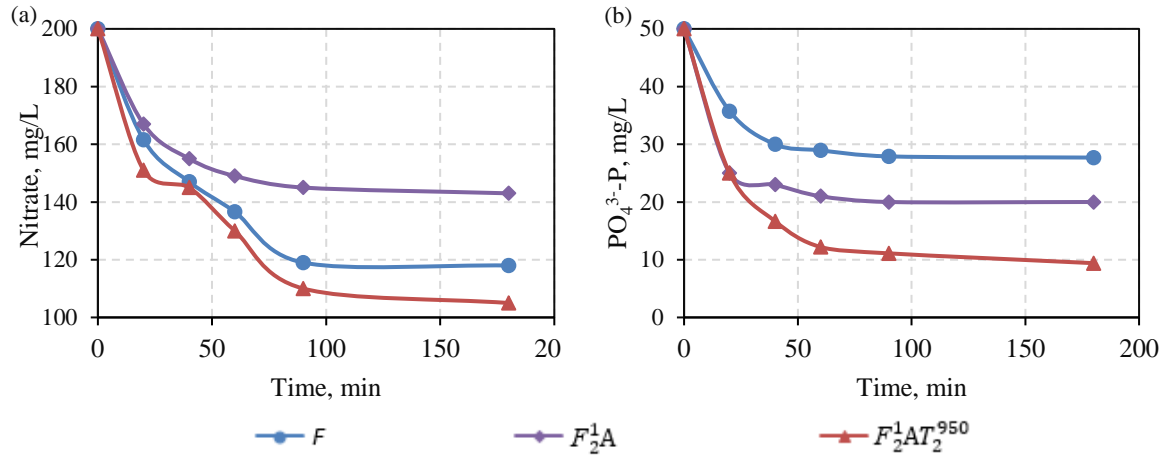 (a)
200
180
160
140
120
100
Nitrate, mg/L
0 50 100 150 20
Time, min
(b)
50
40
30
20
10
0
PO₄³⁻-P, mg/L
0 50 100 150 200
Time, min
F F₂¹A F₂¹AT₂⁹⁵⁰